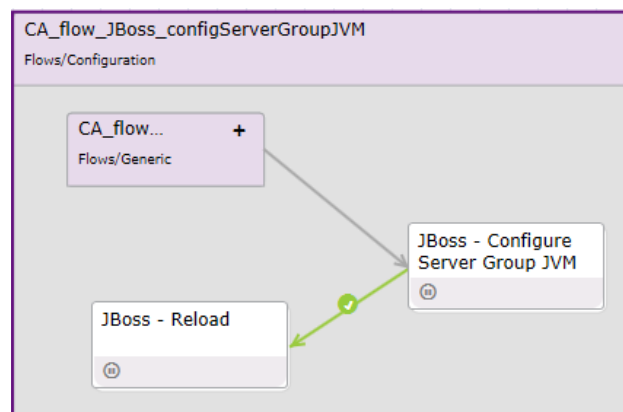 CA_flow_JBoss_configServerGroupJVM
Flows/Configuration
CA_flow...
+
Flows/Generic
JBoss - Configure
Server Group JVM
JBoss - Reload